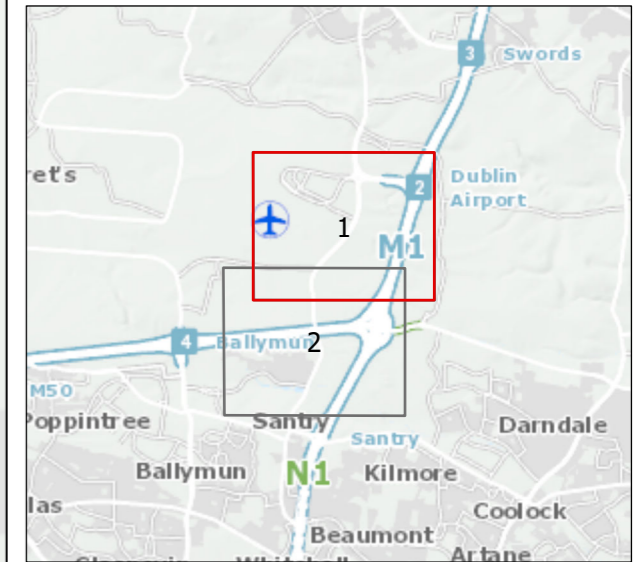 3
Swords
ret's
2
Dublin
Airport
1
M1
4
Ballymun
2
M50
Poppintree
Santry
Santry
Darndale
Ballymun
N1
Kilmore
las
Coolock
Beaumont
Artane